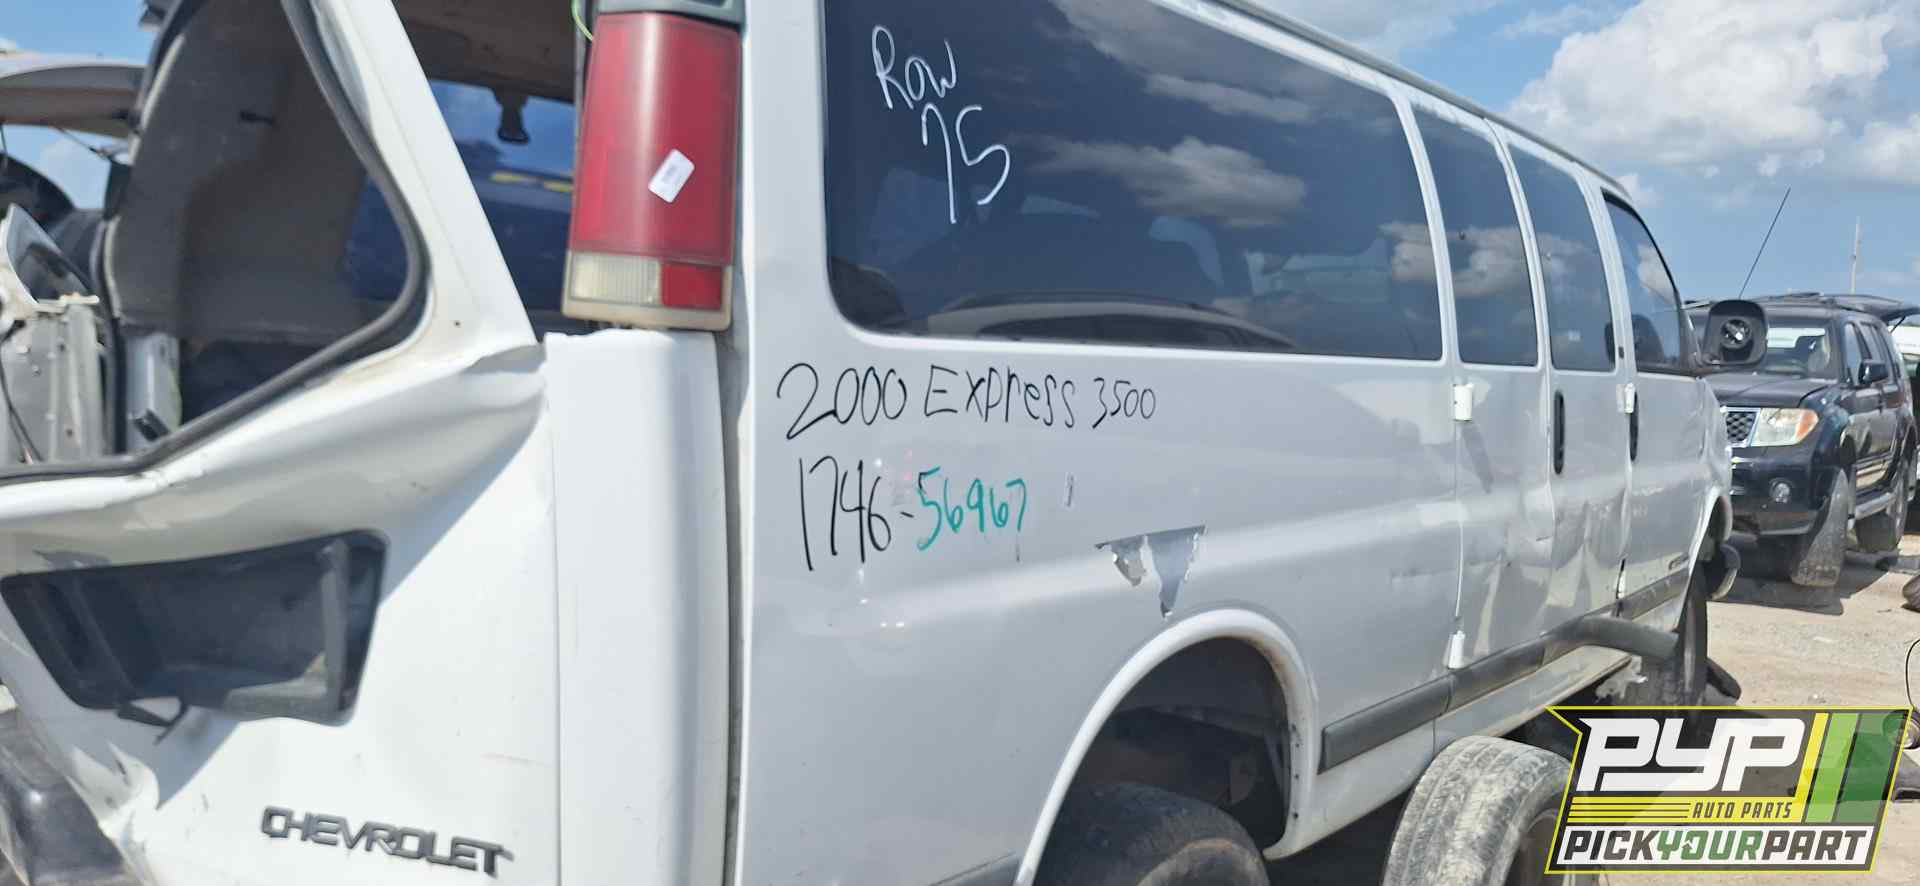 Row
75
2000 Express 3500
1746-56967
CHEVROLET
PYP
AUTO PARTS
PICKYOURPART